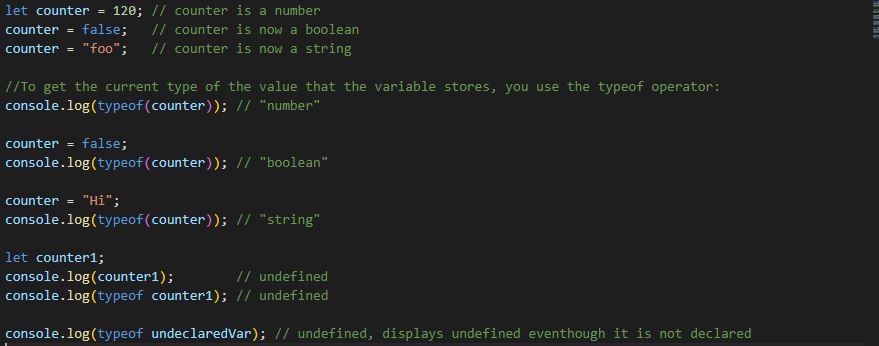 let counter = 120; // counter is a number
counter = false;   // counter is now a boolean
counter = "foo";   // counter is now a string
//To get the current type of the value that the variable stores, you use the typeof operator:
console.log(typeof(counter)); // "number"
counter = false;
console.log(typeof(counter)); // "boolean"
counter = "Hi";
console.log(typeof(counter)); // "string"
let counter1;
console.log(counter1);        // undefined
console.log(typeof counter1); // undefined
console.log(typeof undeclaredVar); // undefined, displays undefined eventhough it is not declared